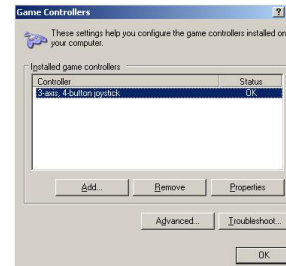 Game Controllers
These settings help you configure the game controllers installed on
your computer.
Installed game controllers
Controller Status
3-axis, 4-button joystick OK
Add... Remove Properties
Advanced... Troubleshoot...
OK